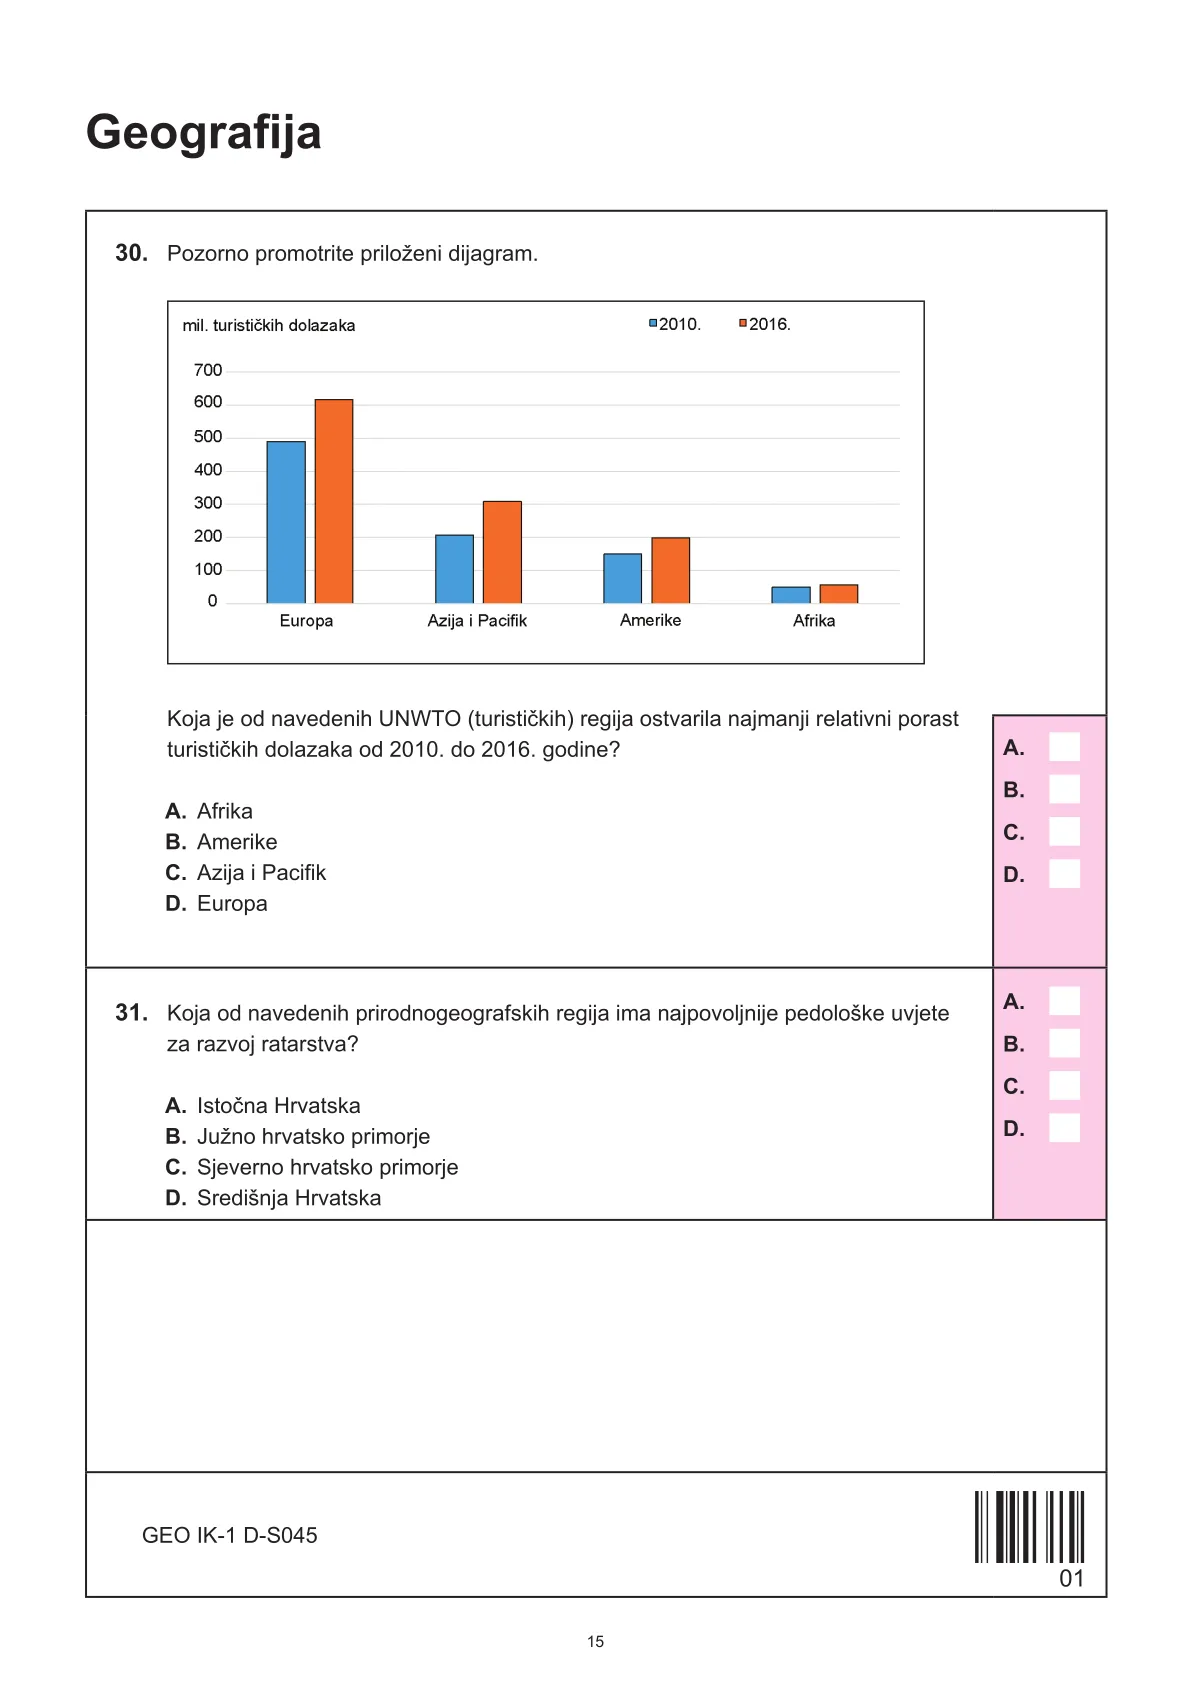 Geografija
30. Pozorno promotrite priloženi dijagram.
mil. turističkih dolazaka
2010.
2016.
700
600
500
400
300
200
100
0
Europa
Azija i Pacifik
Amerike
Afrika
Koja je od navedenih UNWTO (turističkih) regija ostvarila najmanji relativni porast
turističkih dolazaka od 2010. do 2016. godine?
A. Afrika
B. Amerike
C. Azija i Pacifik
D. Europa
A.
B.
C.
D.
31. Koja od navedenih prirodnogeografskih regija ima najpovoljnije pedološke uvjete
za razvoj ratarstva?
A. Istočna Hrvatska
B. Južno hrvatsko primorje
C. Sjeverno hrvatsko primorje
D. Središnja Hrvatska
A.
B.
C.
D.
GEO IK-1 D-S045
01
15